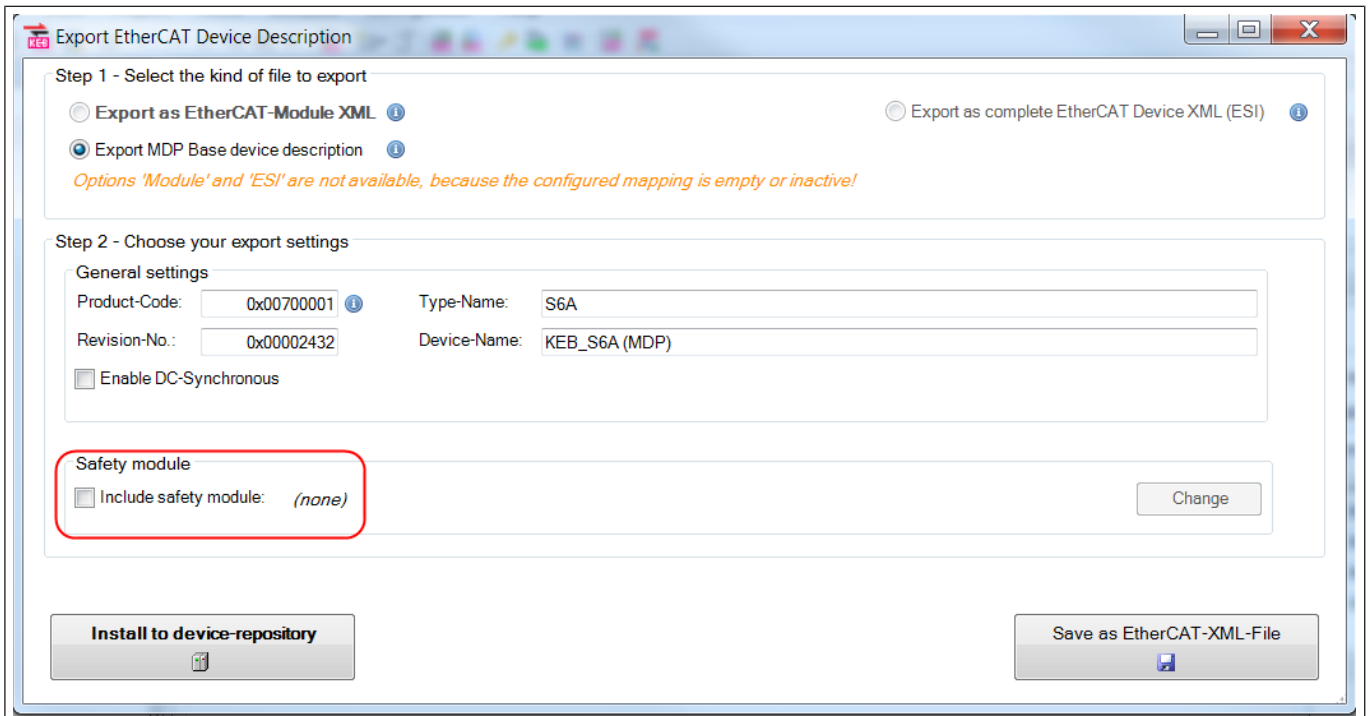 KEB
Export EtherCAT Device Description
Step 1 - Select the kind of file to export
Export as EtherCAT-Module XML
Export as complete EtherCAT Device XML (ESI)
Export MDP Base device description
Options 'Module' and 'ESI' are not available, because the configured mapping is empty or inactive!
Step 2 - Choose your export settings
General settings
Product-Code: 0x00700001 Type-Name: S6A
Revision-No.: 0x00002432 Device-Name: KEB_S6A (MDP)
Enable DC-Synchronous
Safety module
Include safety module: (none) Change
Install to device-repository
Save as EtherCAT-XML-File